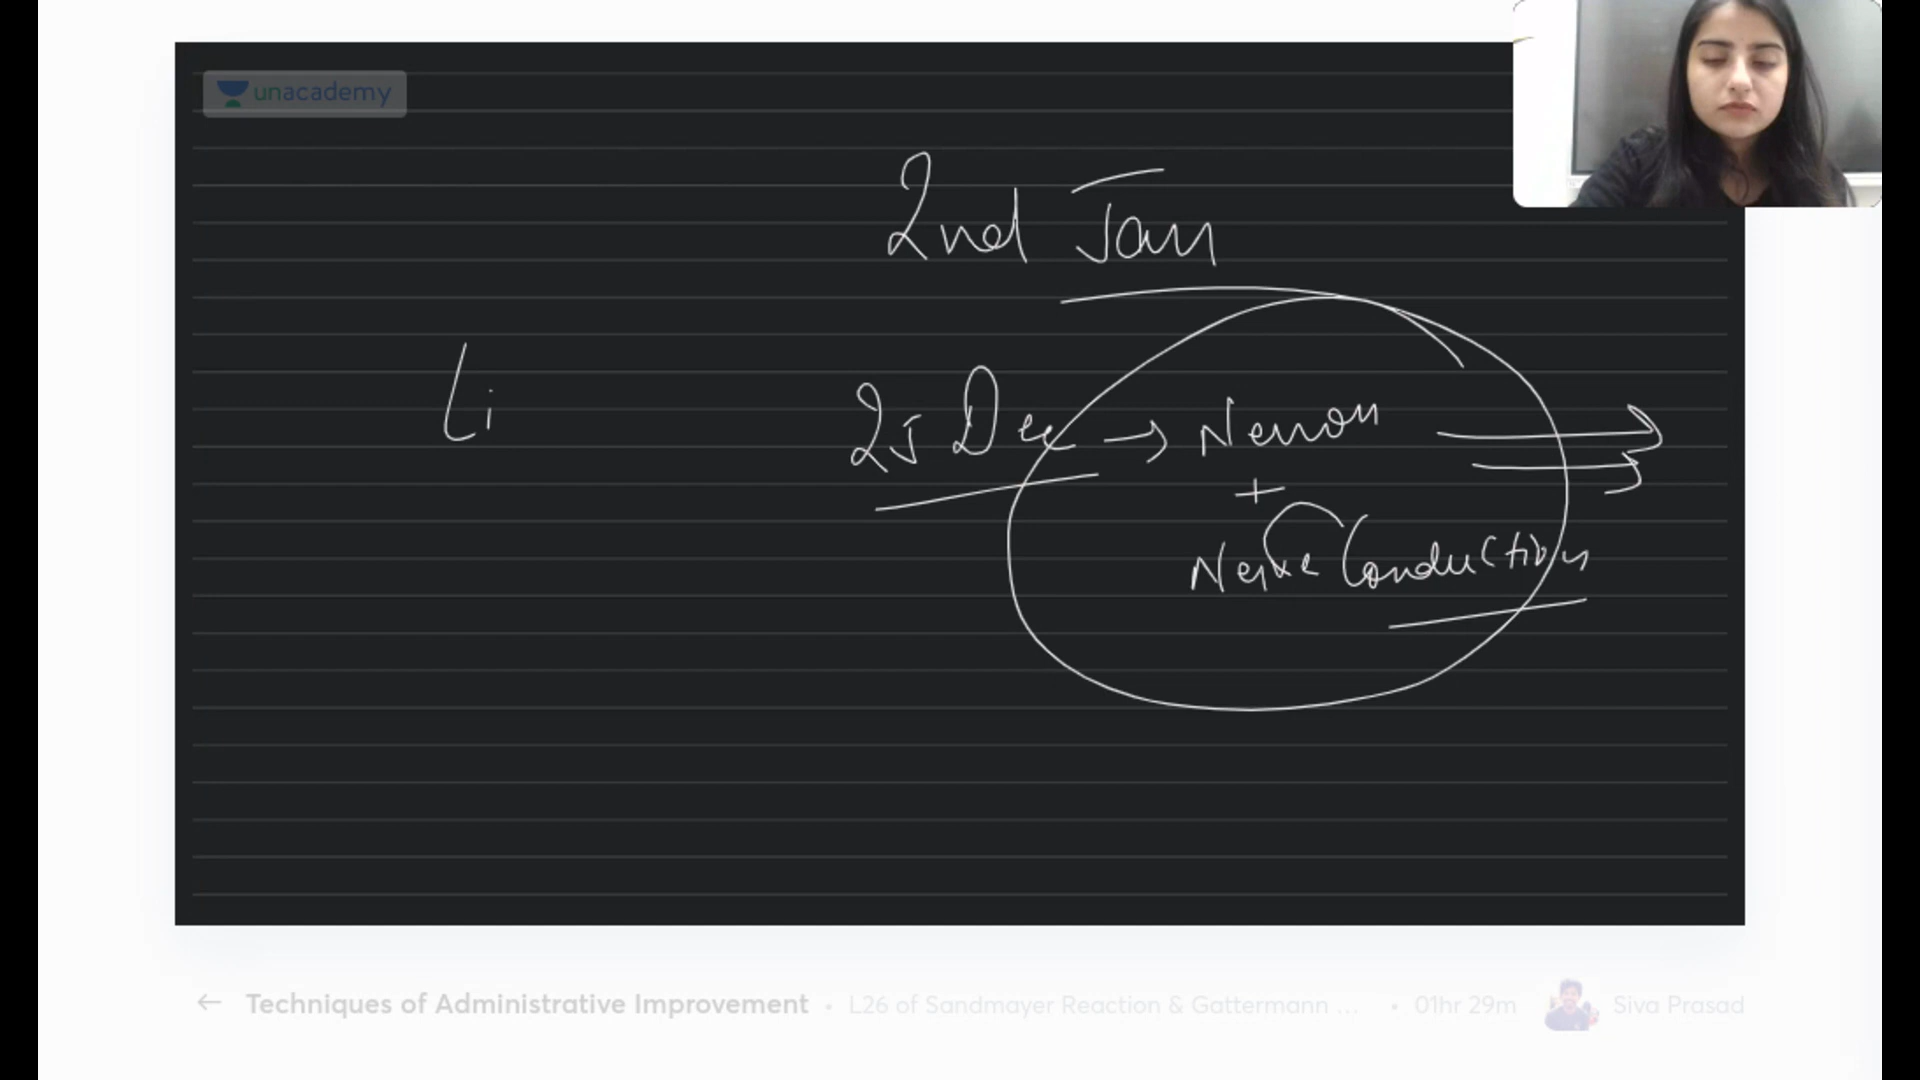 unacademy
2nd Jan
Li
25 Dec → Neuron
+
Nerve Conduction
← Techniques of Administrative Improvement • L26 of Sandmayer Reaction & Gattermann ... • 01hr 29m Siva Prasad